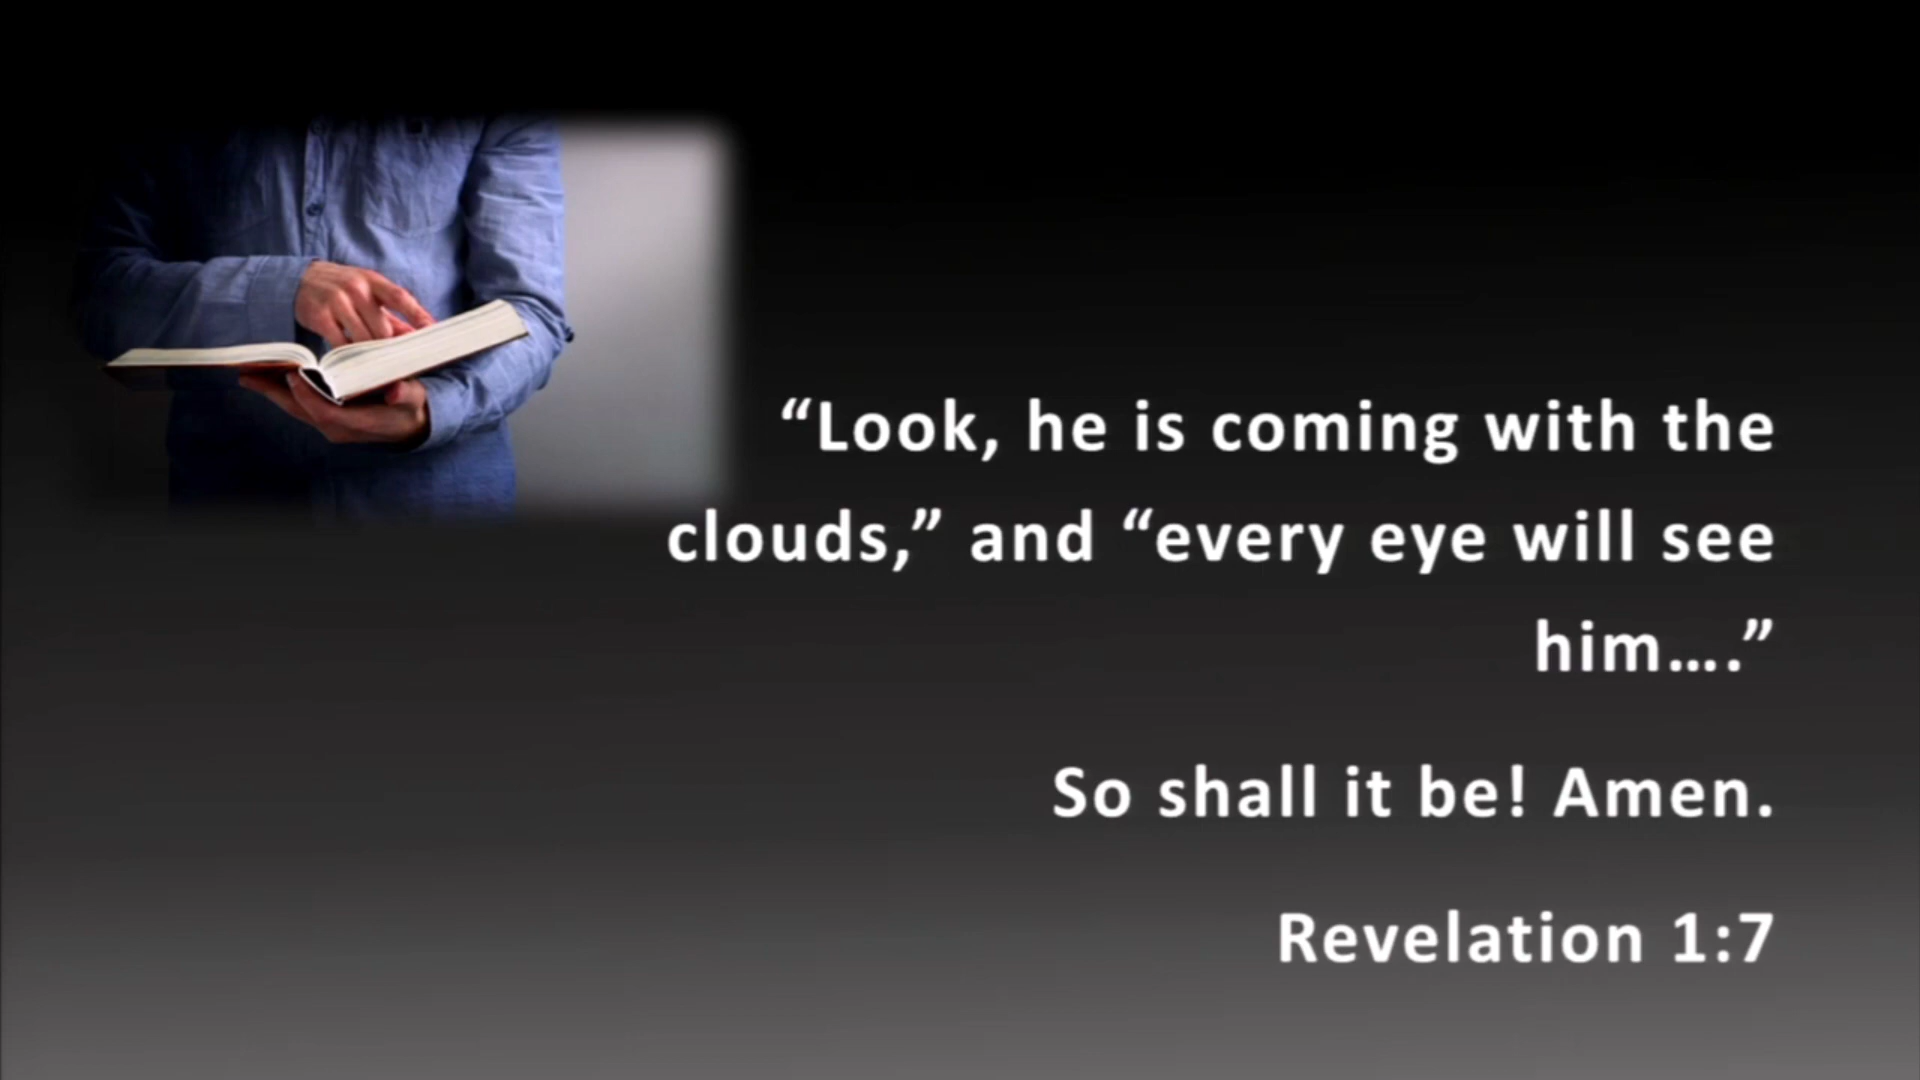 “Look, he is coming with the
clouds,” and “every eye will see
him….”
So shall it be! Amen.
Revelation 1:7